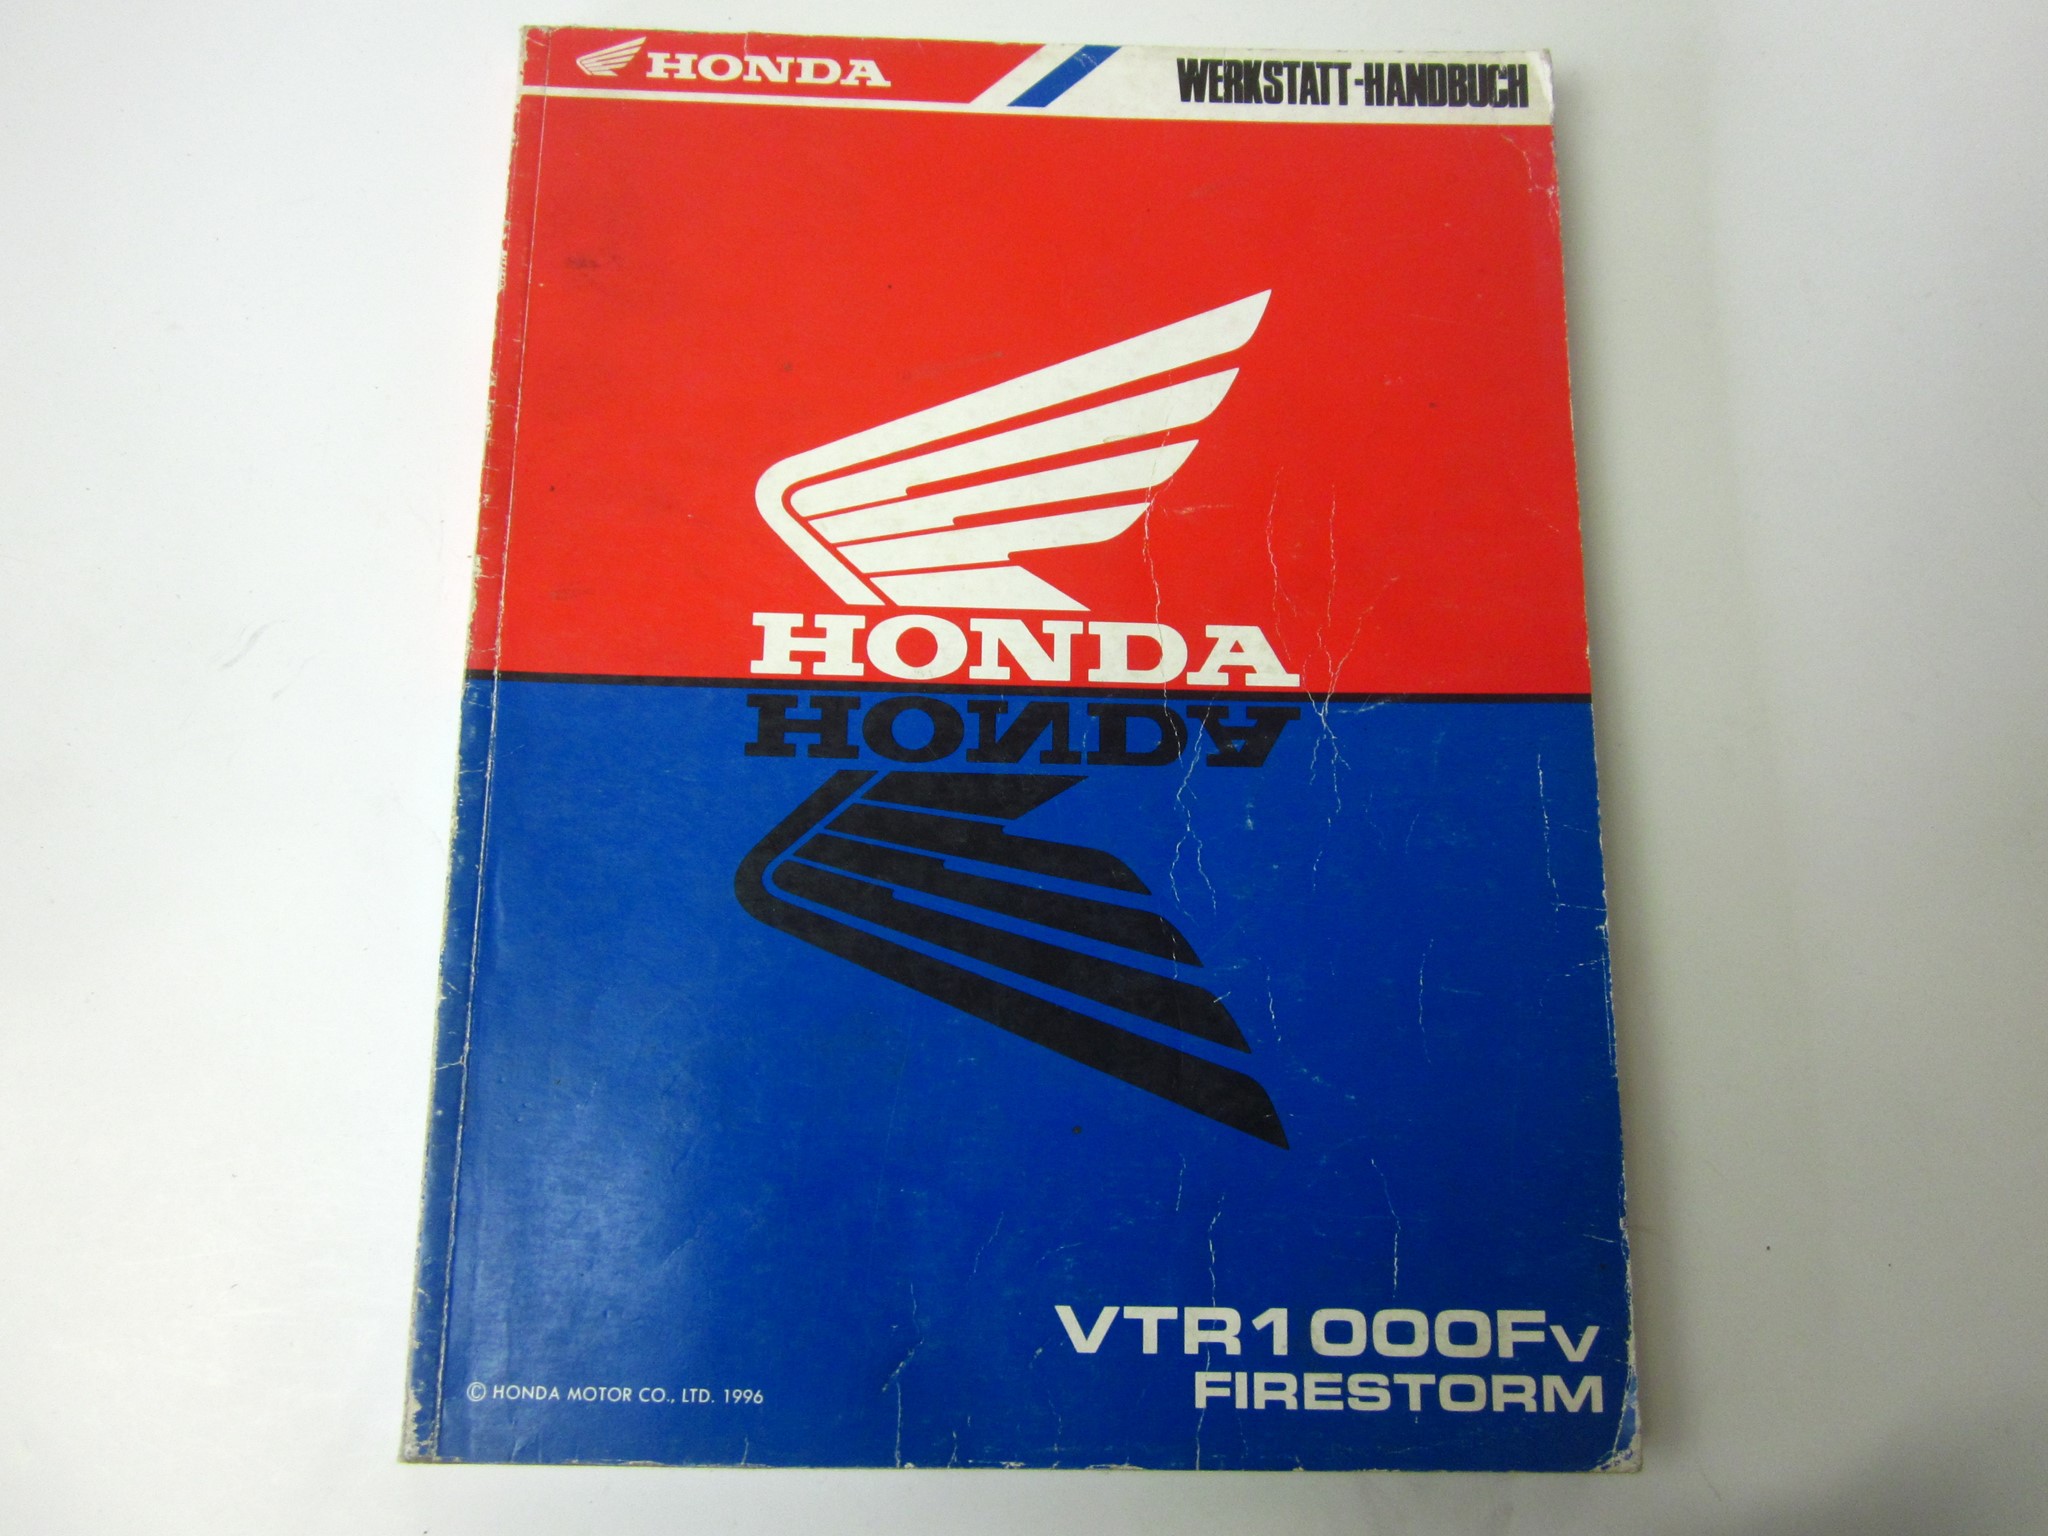 HONDA
WERKSTATT-HANDBUCH
HONDA
HONDA
VTR1000FV
FIRESTORM
© HONDA MOTOR CO., LTD. 1996